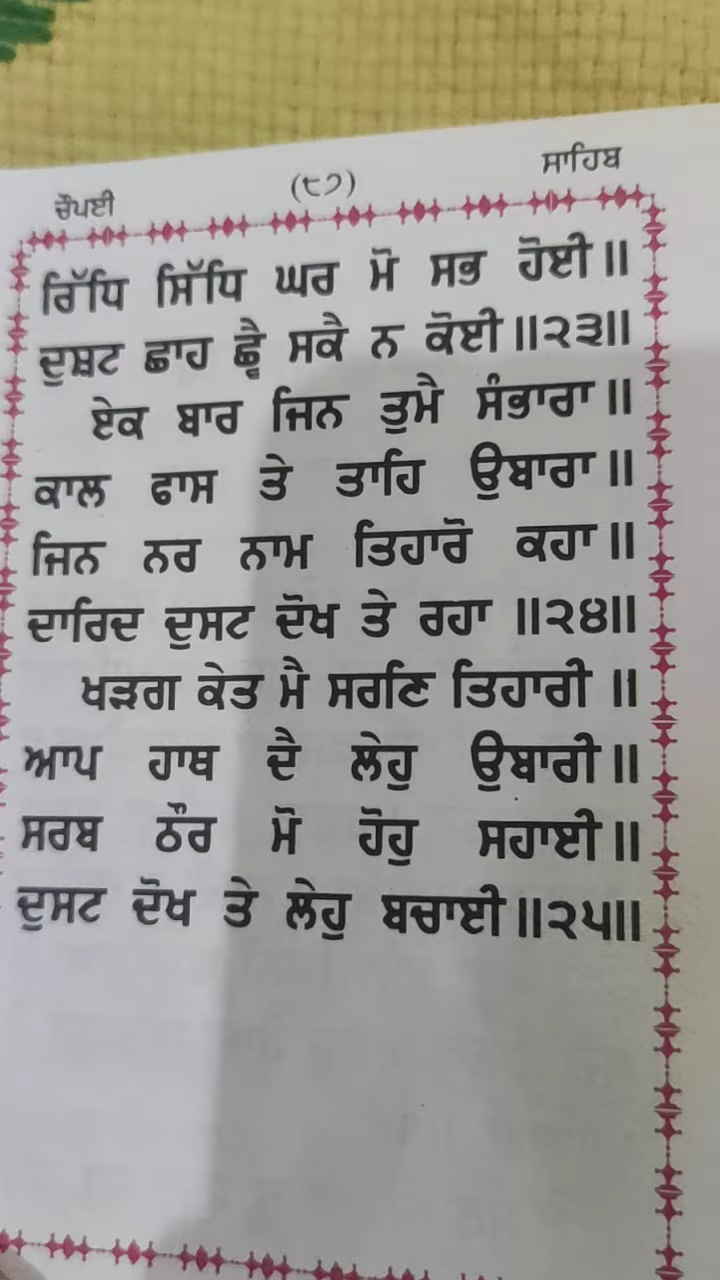 ਚੌਪਈ (੮੭) ਸਾਹਿਬ
ਰਿੱਧਿ ਸਿੱਧਿ ਘਰ ਮੋ ਸਭ ਹੋਈ॥
ਦੁਸ਼ਟ ਛਾਹ ਛ੍ਵੈ ਸਕੈ ਨ ਕੋਈ॥੨੩॥
ਏਕ ਬਾਰ ਜਿਨ ਤੁਮੈ ਸੰਭਾਰਾ॥
ਕਾਲ ਫਾਸ ਤੇ ਤਾਹਿ ਉਬਾਰਾ॥
ਜਿਨ ਨਰ ਨਾਮ ਤਿਹਾਰੋ ਕਹਾ॥
ਦਾਰਿਦ ਦੁਸਟ ਦੋਖ ਤੇ ਰਹਾ ॥੨੪॥
ਖੜਗ ਕੇਤ ਮੈ ਸਰਣਿ ਤਿਹਾਰੀ ॥
ਆਪ ਹਾਥ ਦੈ ਲੇਹੁ ਉਬਾਰੀ॥
ਸਰਬ ਠੌਰ ਮੋ ਹੋਹੁ ਸਹਾਈ॥
ਦੁਸਟ ਦੋਖ ਤੇ ਲੇਹੁ ਬਚਾਈ॥੨੫॥